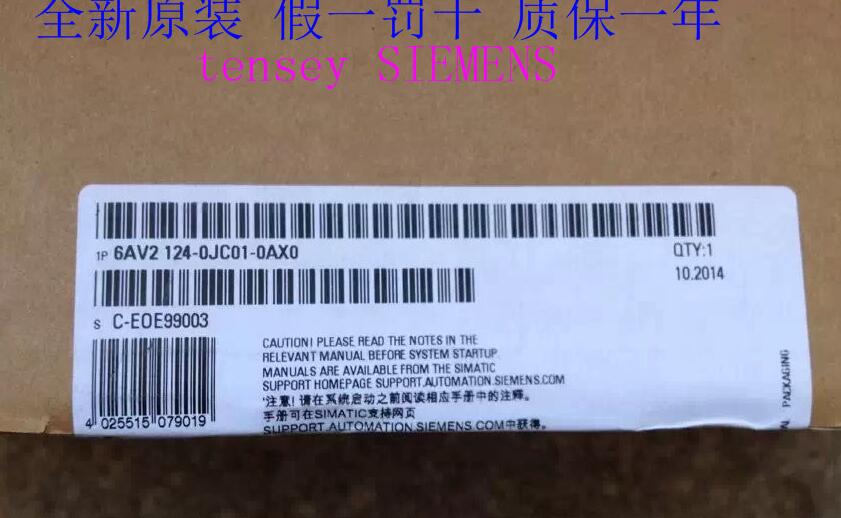 全新原装 假一罚十 质保一年
tensey SIEMENS
1P 6AV2 124-0JC01-0AX0 QTY:1
10.2014
S C-EOE99003
CAUTION! PLEASE READ THE NOTES IN THE
RELEVANT MANUAL BEFORE SYSTEM STARTUP.
MANUALS ARE AVAILABLE FROM THE SIMATIC
SUPPORT HOMEPAGE SUPPORT.AUTOMATION.SIEMENS.COM
'注意! 请在系统启动之前阅读相应手册中的注释。
手册可在SIMATIC支持网页
SUPPORT.AUTOMATION.SIEMENS.COM中获得。
4 025515 079019
PACKAGING